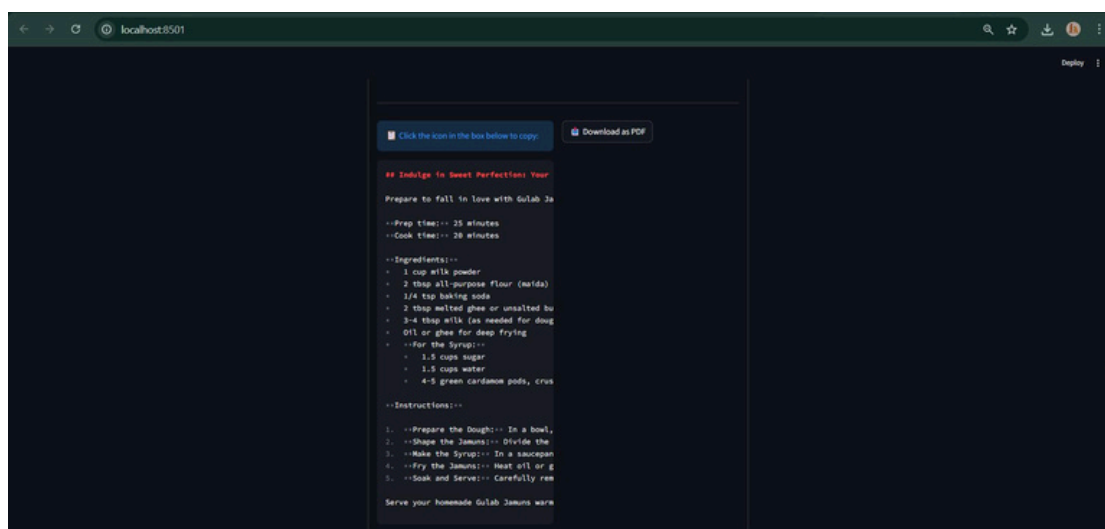 localhost:8501
Deploy
Click the icon in the box below to copy:
Download as PDF
## Indulge in Sweet Perfection: Your
Prepare to fall in love with Gulab Ja
**Prep time:** 25 minutes
**Cook time:** 20 minutes
**Ingredients:**
* 1 cup milk powder
* 2 tbsp all-purpose flour (maida)
* 1/4 tsp baking soda
* 2 tbsp melted ghee or unsalted bu
* 3-4 tbsp milk (as needed for doug
* Oil or ghee for deep frying
* **For the Syrup:**
* 1.5 cups sugar
* 1.5 cups water
* 4-5 green cardamom pods, crus
**Instructions:**
1. **Prepare the Dough:** In a bowl,
2. **Shape the Jamuns:** Divide the
3. **Make the Syrup:** In a saucepan
4. **Fry the Jamuns:** Heat oil or g
5. **Soak and Serve:** Carefully rem
Serve your homemade Gulab Jamuns warm